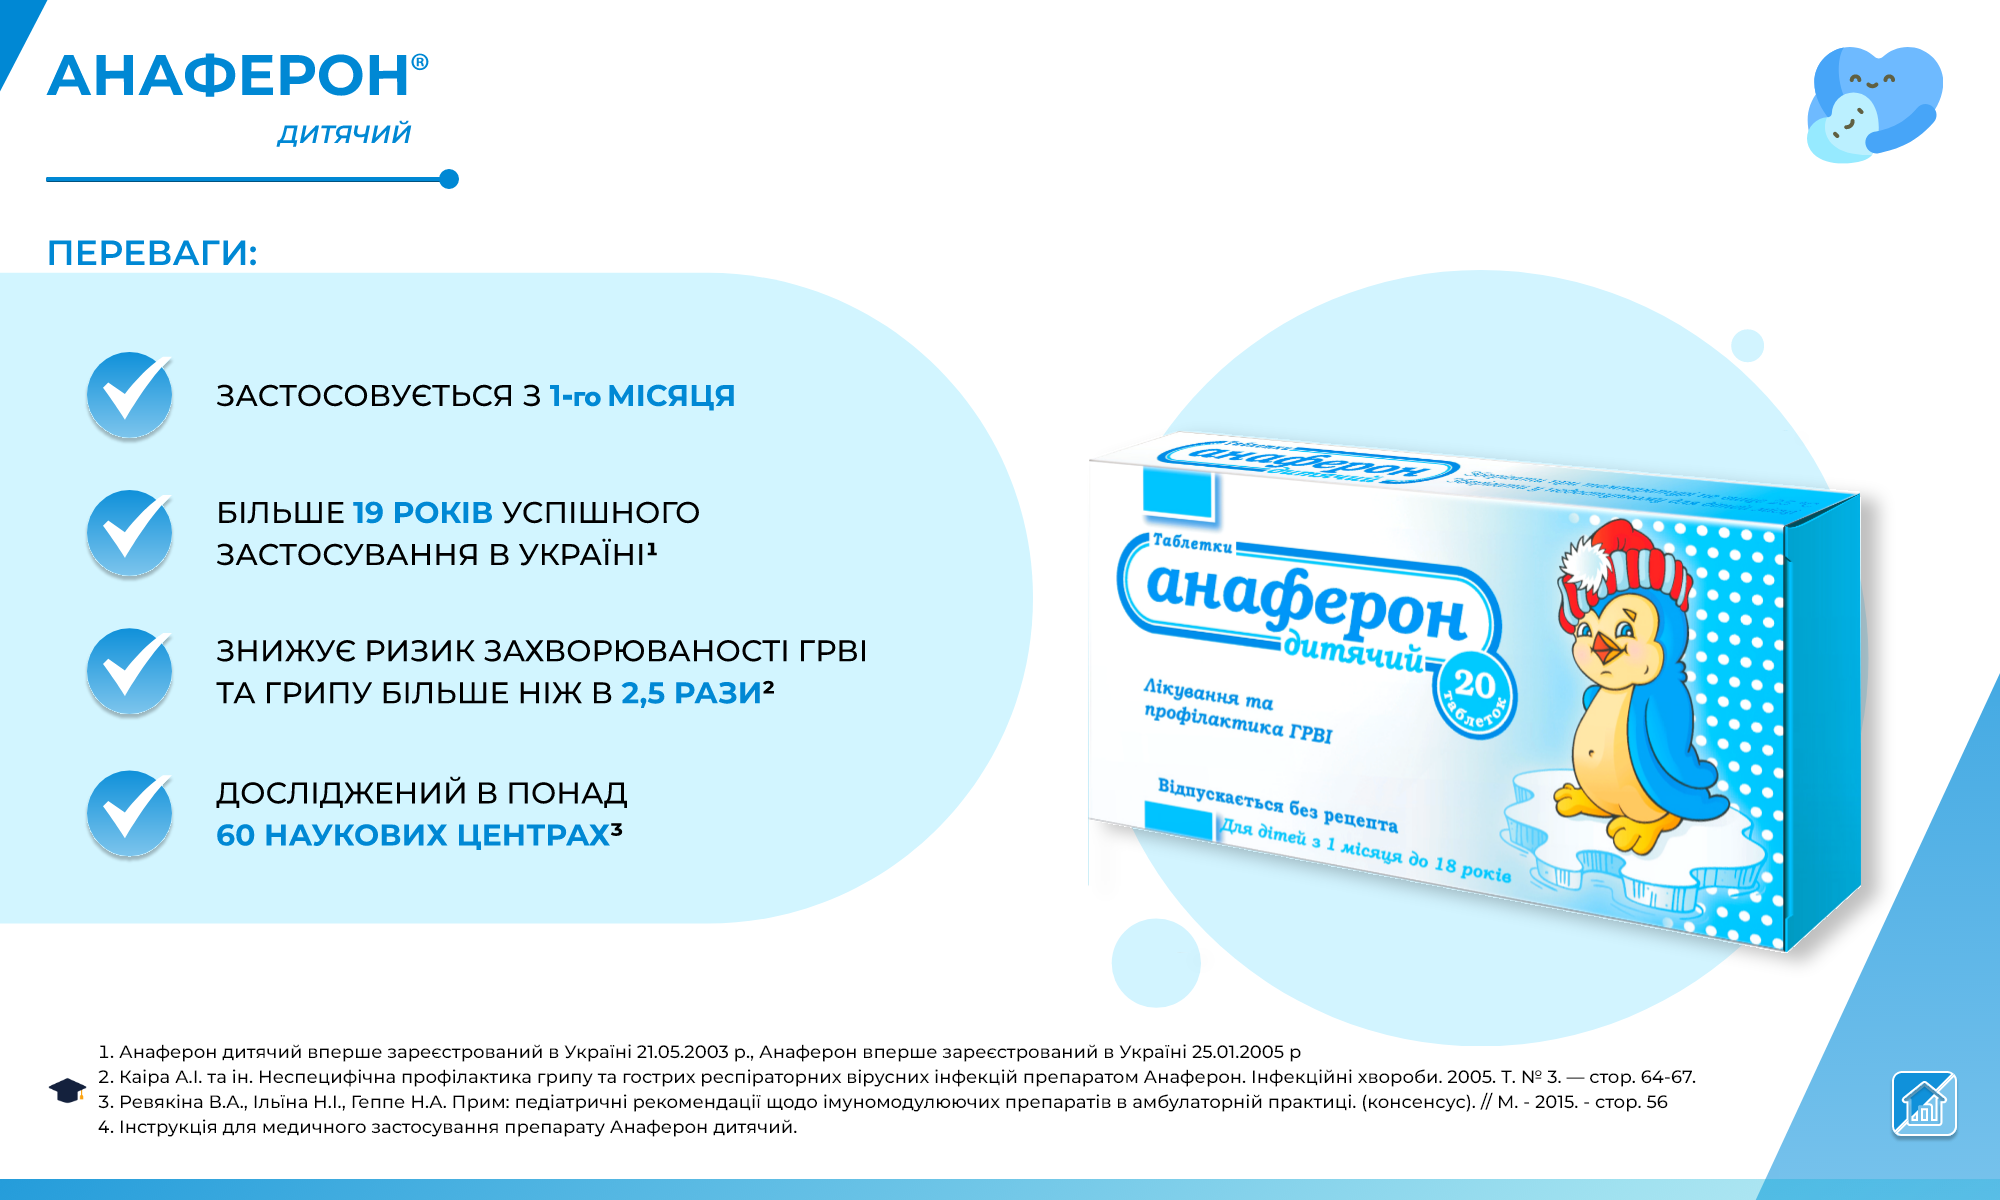 АНАФЕРОН®
дитячий
ПЕРЕВАГИ:
ЗАСТОСОВУЄТЬСЯ З 1-го МІСЯЦЯ
БІЛЬШЕ 19 РОКІВ УСПІШНОГО
ЗАСТОСУВАННЯ В УКРАЇНІ¹
ЗНИЖУЄ РИЗИК ЗАХВОРЮВАНОСТІ ГРВІ
ТА ГРИПУ БІЛЬШЕ НІЖ В 2,5 РАЗИ²
ДОСЛІДЖЕНИЙ В ПОНАД
60 НАУКОВИХ ЦЕНТРАХ³
Таблетки
анаферон
дитячий
Таблетки
анаферон
дитячий
20
таблеток
Лікування та
профілактика ГРВІ
Відпускається без рецепта
Для дітей з 1 місяця до 18 років
1. Анаферон дитячий вперше зареєстрований в Україні 21.05.2003 р., Анаферон вперше зареєстрований в Україні 25.01.2005 р
2. Каіра А.І. та ін. Неспецифічна профілактика грипу та гострих респіраторних вірусних інфекцій препаратом Анаферон. Інфекційні хвороби. 2005. Т. № 3. — стор. 64-67.
3. Ревякіна В.А., Ільїна Н.І., Геппе Н.А. Прим: педіатричні рекомендації щодо імуномодулюючих препаратів в амбулаторній практиці. (консенсус). // М. - 2015. - стор. 56
4. Інструкція для медичного застосування препарату Анаферон дитячий.